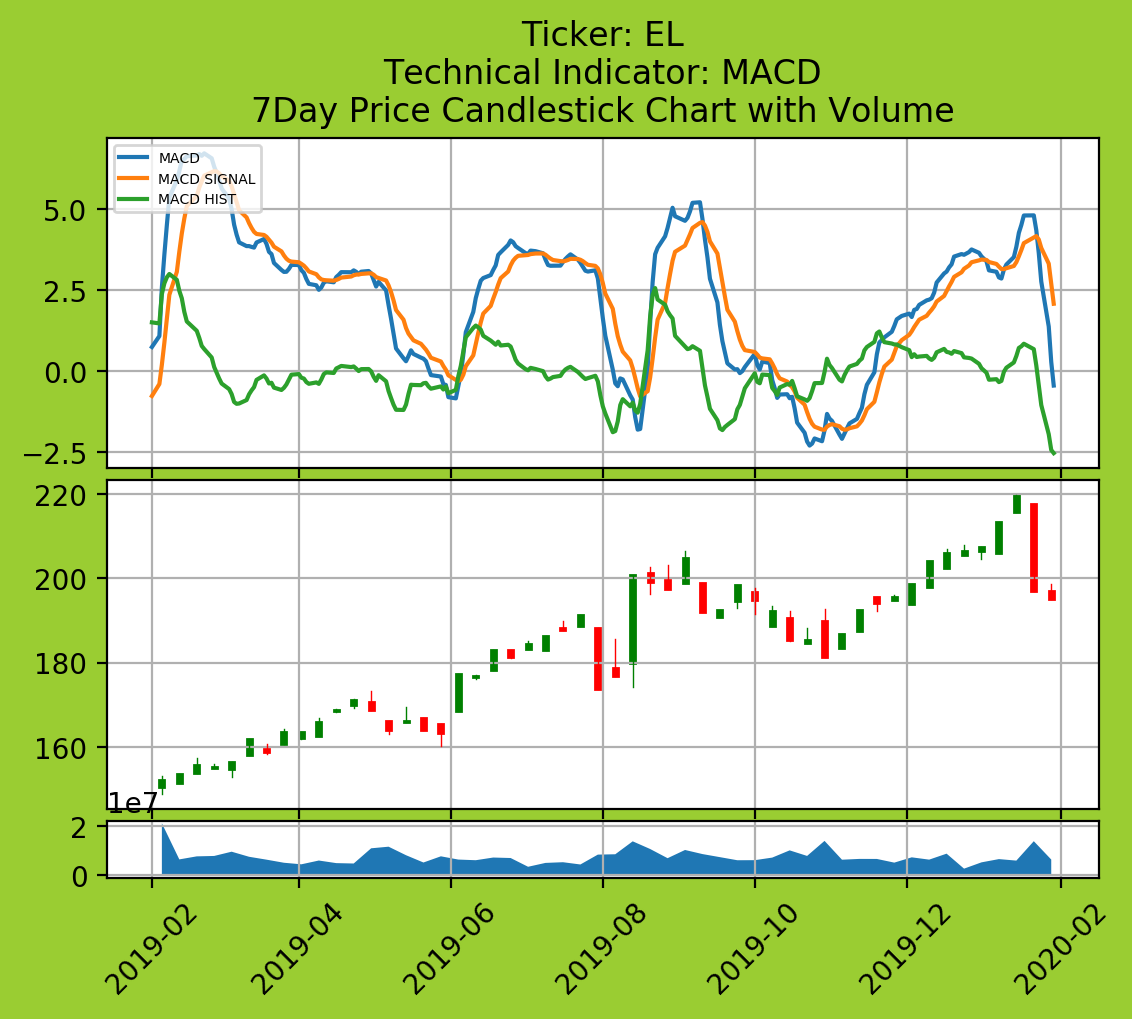 Ticker: EL
Technical Indicator: MACD
7Day Price Candlestick Chart with Volume
MACD
MACD SIGNAL
MACD HIST
5.0
2.5
0.0
−2.5
220
200
180
160
1e7
2
0
2019-02
2019-04
2019-06
2019-08
2019-10
2019-12
2020-02